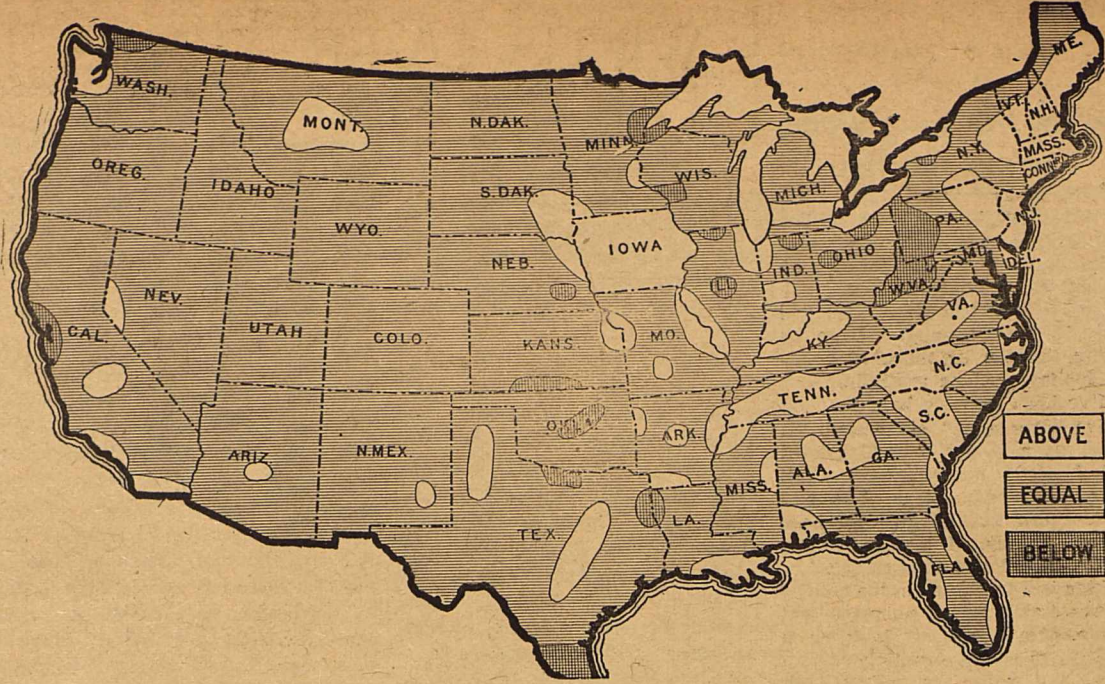 WASH.
MONT.
N.DAK.
MINN.
ME.
VT.
N.H.
N.Y.
MASS.
CONN.
OREG.
IDAHO
S.DAK.
WIS.
MICH.
WYO.
IOWA
PA.
N.J.
NEB.
IND.
OHIO
MD.
DEL.
W.VA.
NEV.
UTAH
COLO.
KANS.
MO.
ILL.
KY.
VA.
CAL.
TENN.
N.C.
S.C.
ARIZ.
N.MEX.
OKLA.
ARK.
MISS.
ALA.
GA.
TEX.
LA.
FLA.
ABOVE
EQUAL
BELOW